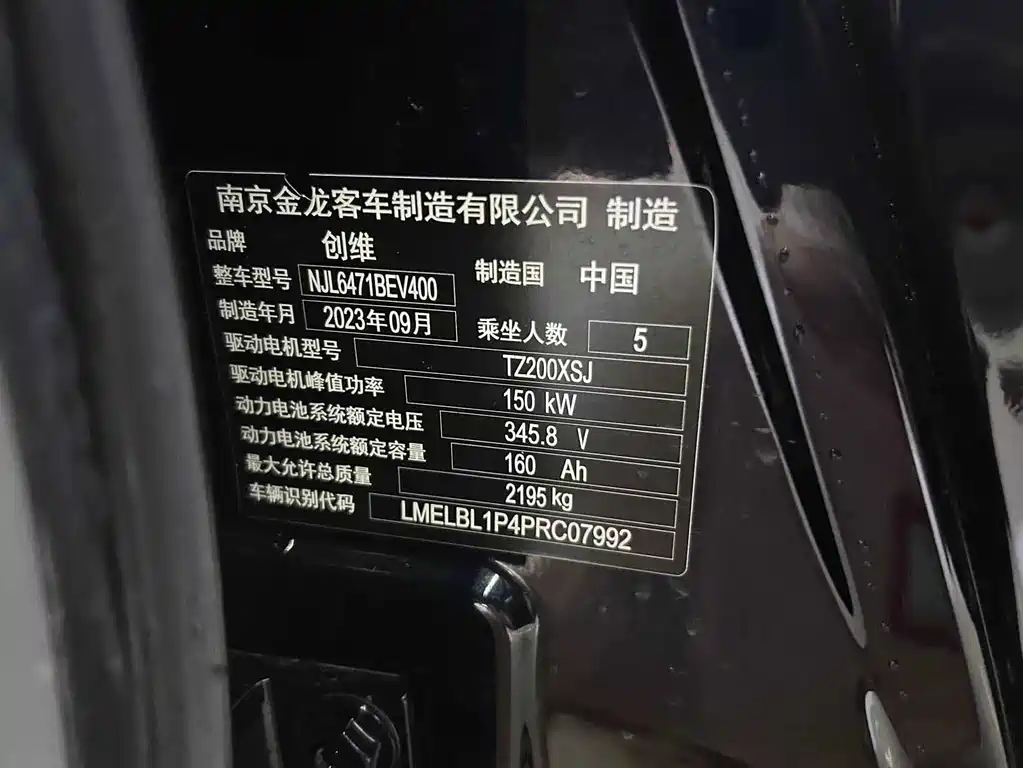 南京金龙客车制造有限公司 制造
品牌 创维
整车型号 NJL6471BEV400 制造国 中国
制造年月 2023年09月 乘坐人数 5
驱动电机型号 TZ200XSJ
驱动电机峰值功率 150 kW
动力电池系统额定电压 345.8 V
动力电池系统额定容量 160 Ah
最大允许总质量 2195kg
车辆识别代码 LMELBL1P4PRC07992